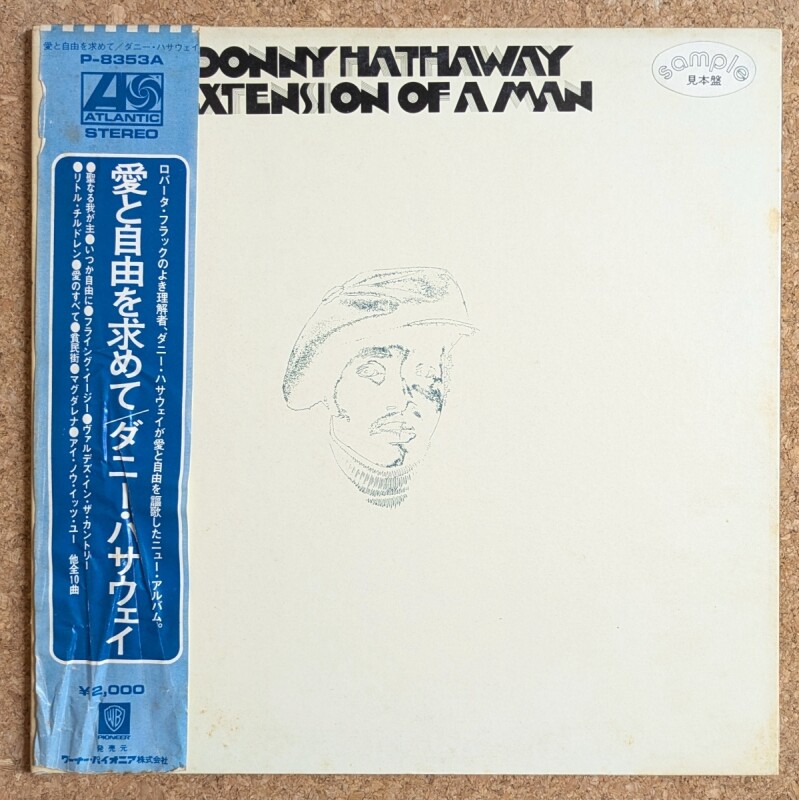 愛と自由を求めて/ダニー・ハサウェイ
P-8353A
ATLANTIC
STEREO
ロバータ・フラックのよき理解者、ダニー・ハサウェイが愛と自由を謳歌したニュー・アルバム。
愛と自由を求めて/ダニー・ハサウェイ
●聖なる我が主●いつか自由に●フライング・イージー●ヴァルデズ・イン・ザ・カントリー
●リトル・チルドレン●愛のすべて●貧民街●マグダレナ●アイ・ノウ・イッツ・ユー 他全10曲
¥2,000
WB
PIONEER
発売元
ワーナー・パイオニア株式会社
DONNY HATHAWAY
XTENSION OF A MAN
sample
見本盤